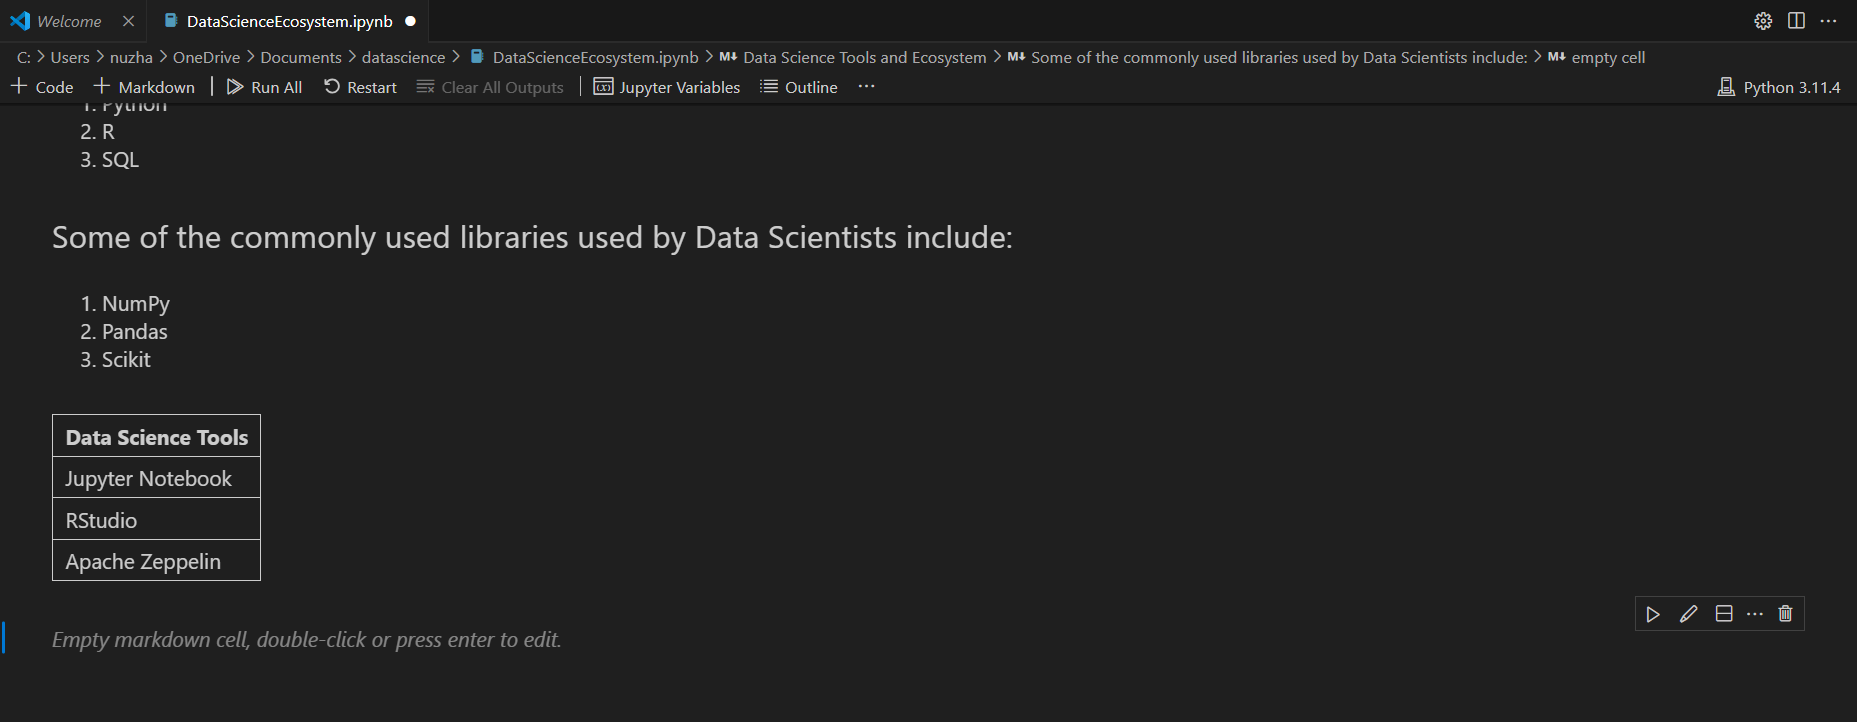 Welcome
DataScienceEcosystem.ipynb
C: > Users > nuzha > OneDrive > Documents > datascience > DataScienceEcosystem.ipynb > M↓ Data Science Tools and Ecosystem > M↓ Some of the commonly used libraries used by Data Scientists include: > M↓ empty cell
+ Code + Markdown | Run All Restart Clear All Outputs | Jupyter Variables Outline ··· Python 3.11.4
1. Python
2. R
3. SQL
Some of the commonly used libraries used by Data Scientists include:
1. NumPy
2. Pandas
3. Scikit
Data Science Tools
Jupyter Notebook
RStudio
Apache Zeppelin
Empty markdown cell, double-click or press enter to edit.